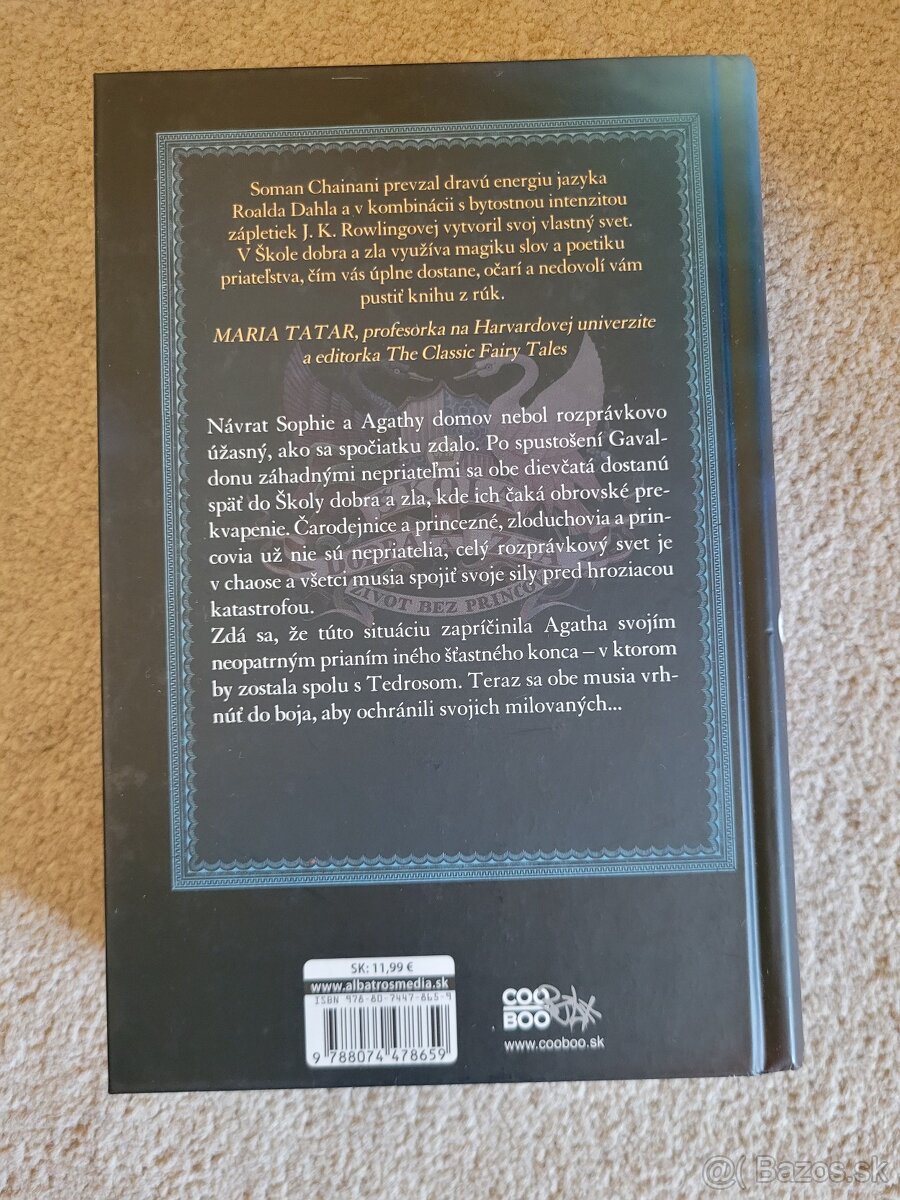 Soman Chainani prevzal dravú energiu jazyka
Roalda Dahla a v kombinácii s bytostnou intenzitou
zápletiek J. K. Rowlingovej vytvoril svoj vlastný svet.
V Škole dobra a zla využíva magiku slov a poetiku
priateľstva, čím vás úplne dostane, očarí a nedovolí vám
pustiť knihu z rúk.
MARIA TATAR, profesorka na Harvardovej univerzite
a editorka The Classic Fairy Tales
Návrat Sophie a Agathy domov nebol rozprávkovo
úžasný, ako sa spočiatku zdalo. Po spustošení Gaval-
donu záhadnými nepriateľmi sa obe dievčatá dostanú
späť do Školy dobra a zla, kde ich čaká obrovské pre-
kvapenie. Čarodejnice a princezné, zloduchovia a prin-
covia už nie sú nepriatelia, celý rozprávkový svet je
v chaose a všetci musia spojiť svoje sily pred hroziacou
katastrofou.
ŽIVOT BEZ PRINCOV
Zdá sa, že túto situáciu zapríčinila Agatha svojím
neopatrným prianím iného šťastného konca – v ktorom
by zostala spolu s Tedrosom. Teraz sa obe musia vrh-
núť do boja, aby ochránili svojich milovaných...
SK: 11,99 €
www.albatrosmedia.sk
ISBN 978-80-7447-865-9
9 788074 478659
COO
BOO
www.cooboo.sk
@( Bazos.sk